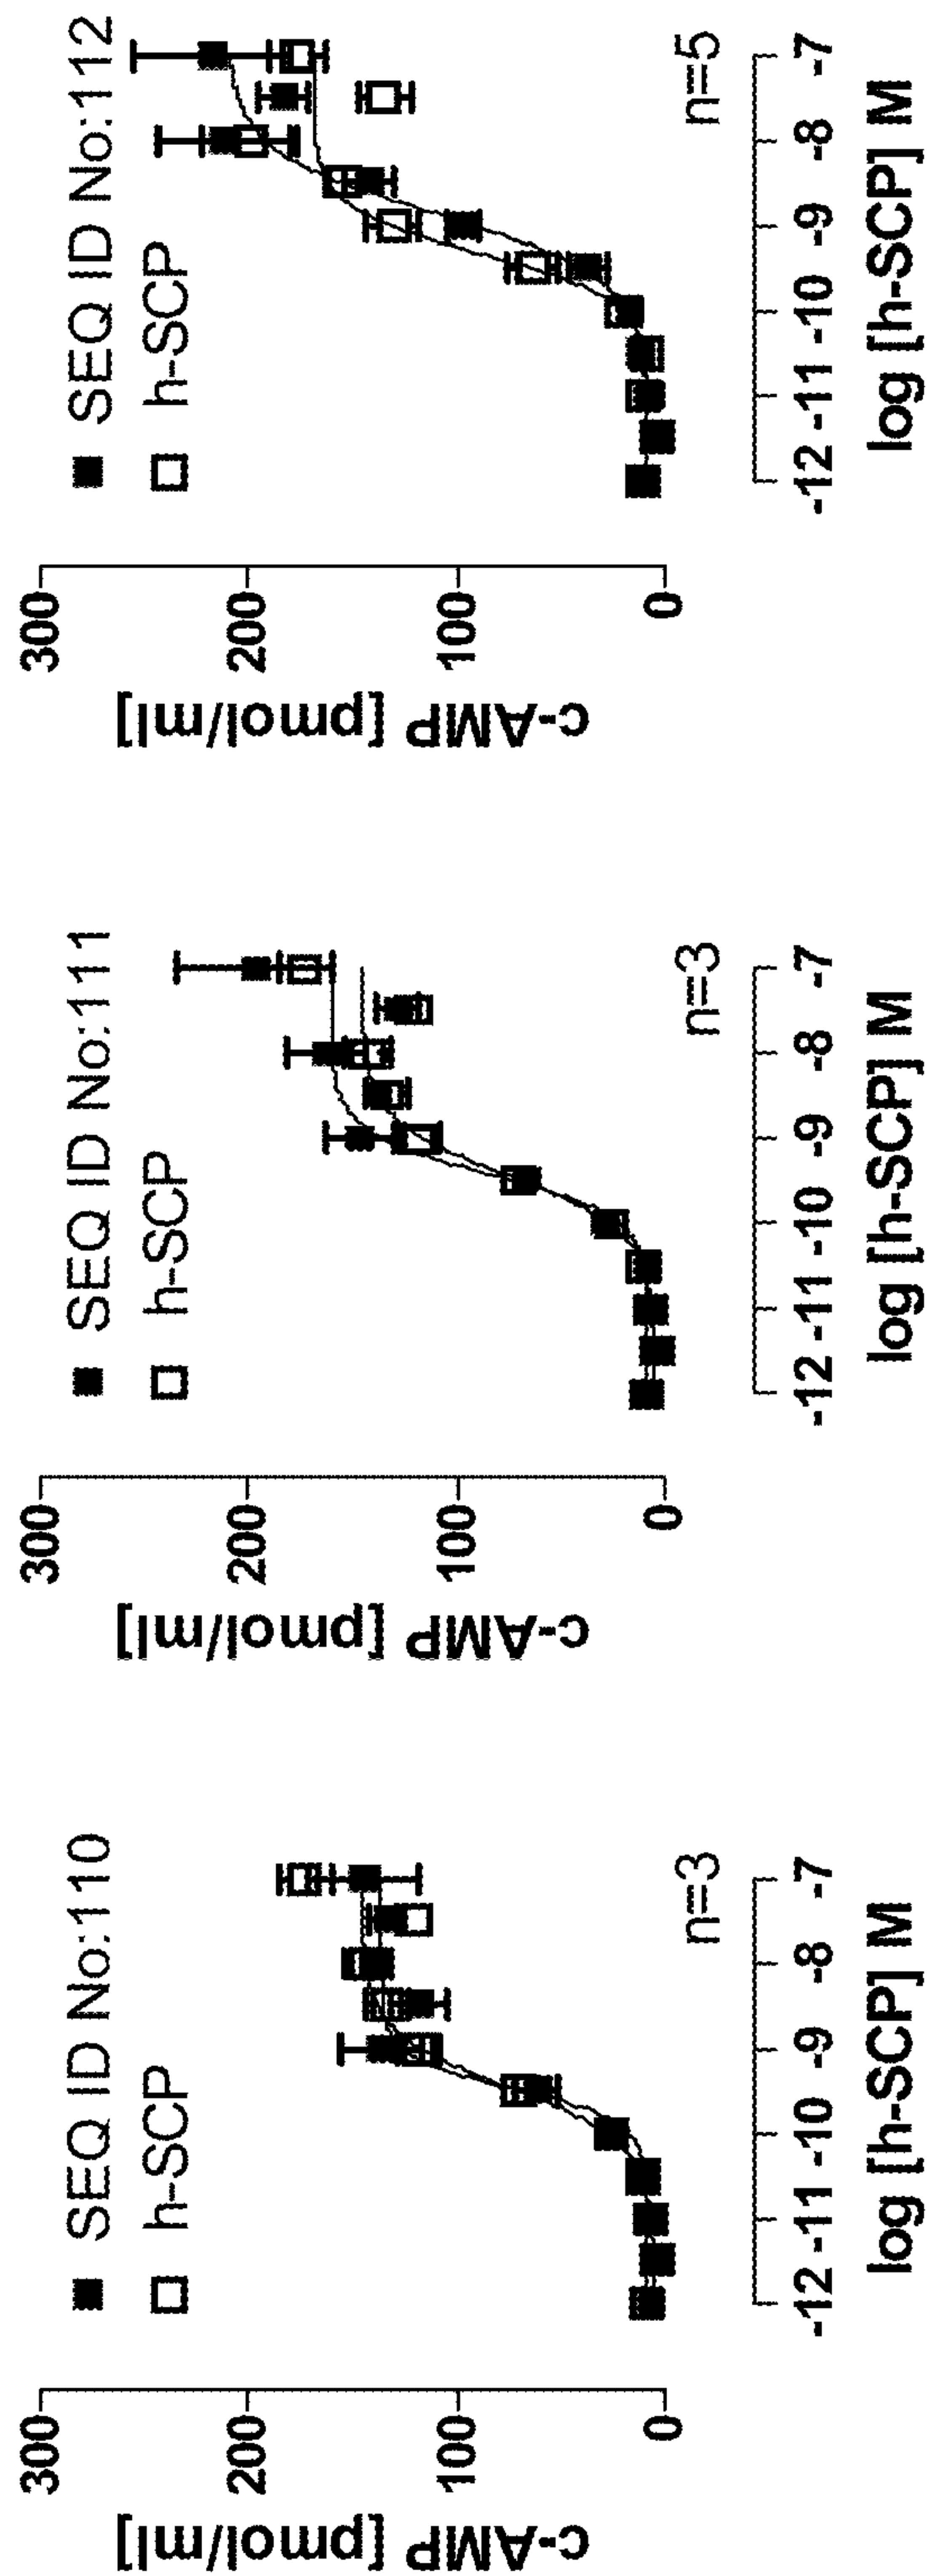 SEQ ID No:110
h-SCP
300
200
100
0
c-AMP [pmol/ml]
n=3
-12 -11 -10 -9 -8 -7
log [h-SCP] M
SEQ ID No:111
h-SCP
300
200
100
0
c-AMP [pmol/ml]
n=3
-12 -11 -10 -9 -8 -7
log [h-SCP] M
SEQ ID No:112
h-SCP
300
200
100
0
c-AMP [pmol/ml]
n=5
-12 -11 -10 -9 -8 -7
log [h-SCP] M